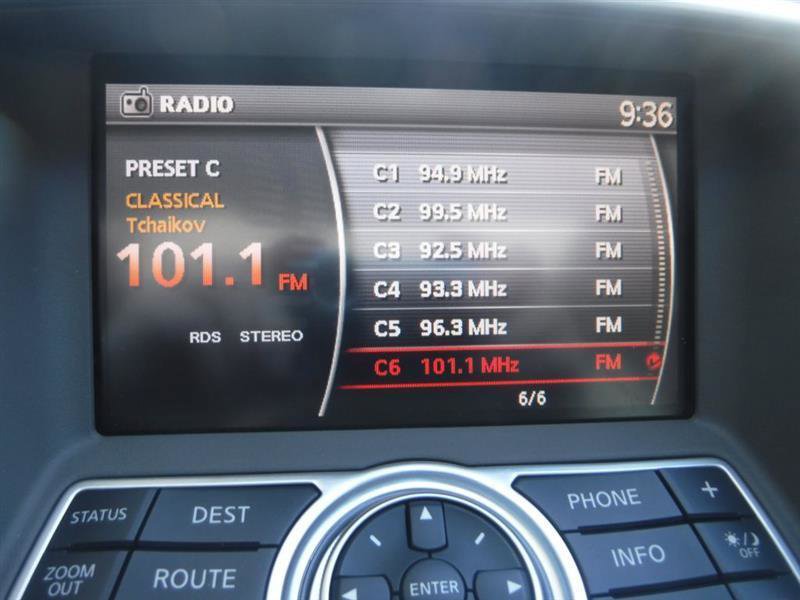 RADIO 9:36
PRESET C
CLASSICAL
Tchaikov
101.1 FM
RDS STEREO
C1 94.9 MHz FM
C2 99.5 MHz FM
C3 92.5 MHz FM
C4 93.3 MHz FM
C5 96.3 MHz FM
C6 101.1 MHz FM
6/6
STATUS DEST
ZOOM OUT ROUTE
ENTER
PHONE +
INFO OFF